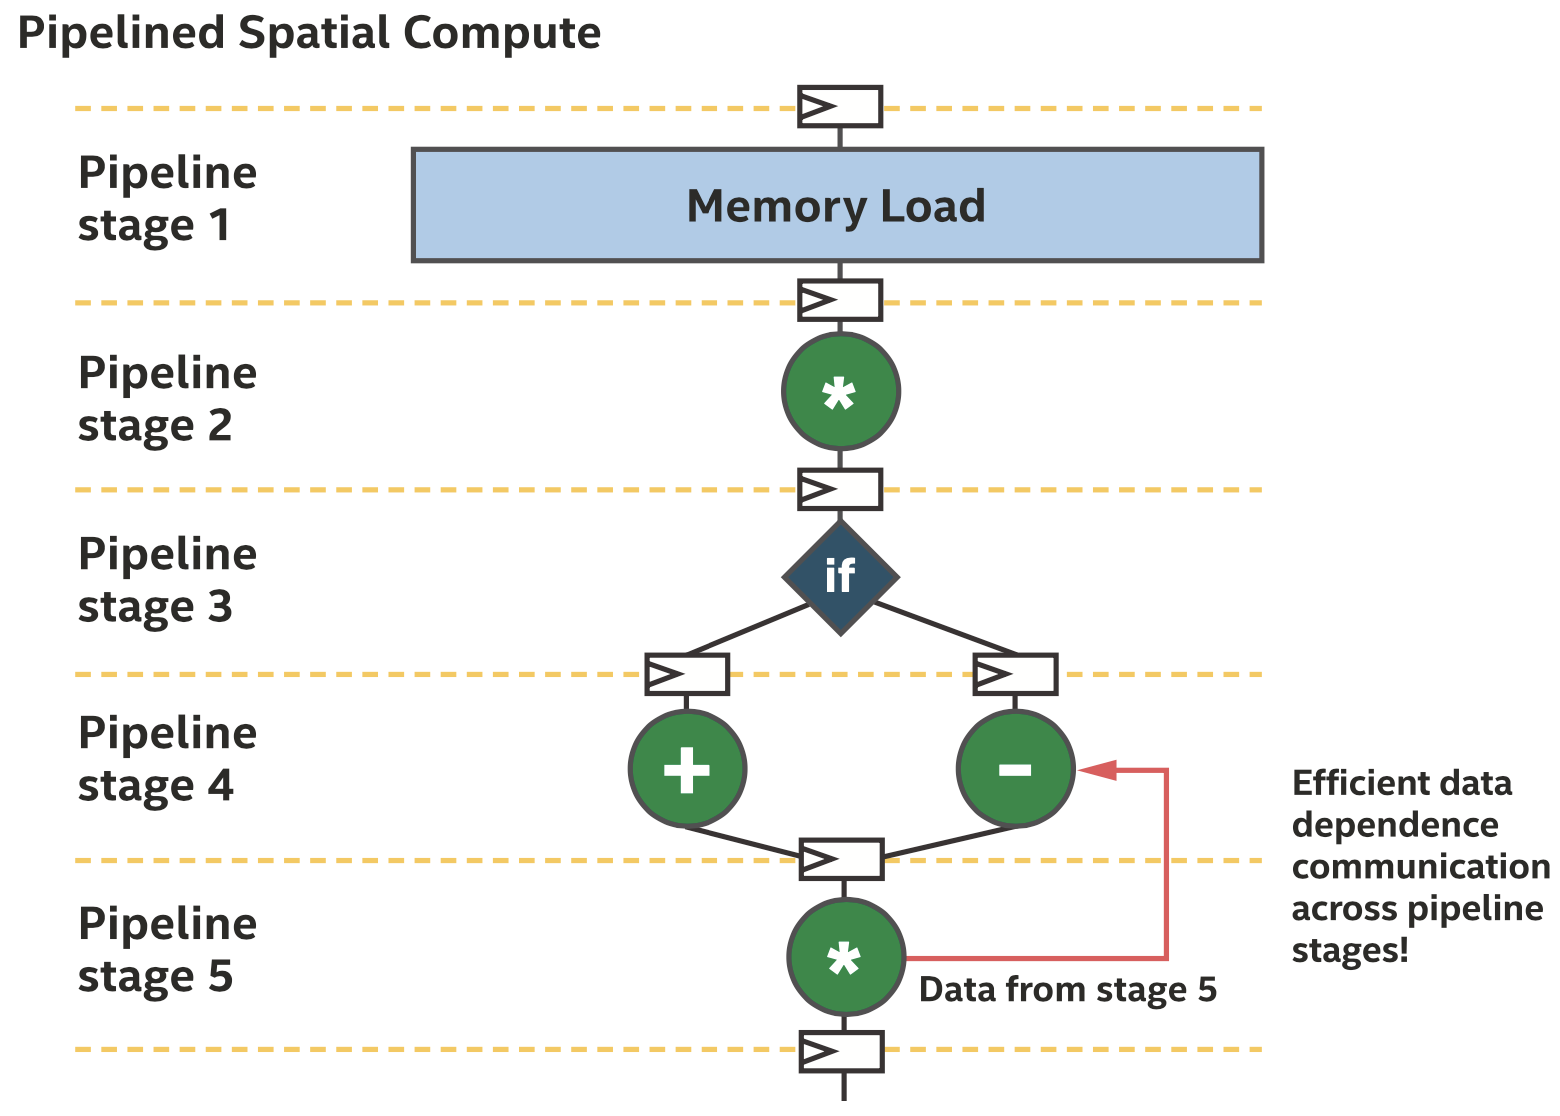 Pipelined Spatial Compute
Pipeline
stage 1
Memory Load
Pipeline
stage 2
*
Pipeline
stage 3
if
Pipeline
stage 4
+
-
Efficient data
dependence
communication
across pipeline
stages!
Pipeline
stage 5
*
Data from stage 5